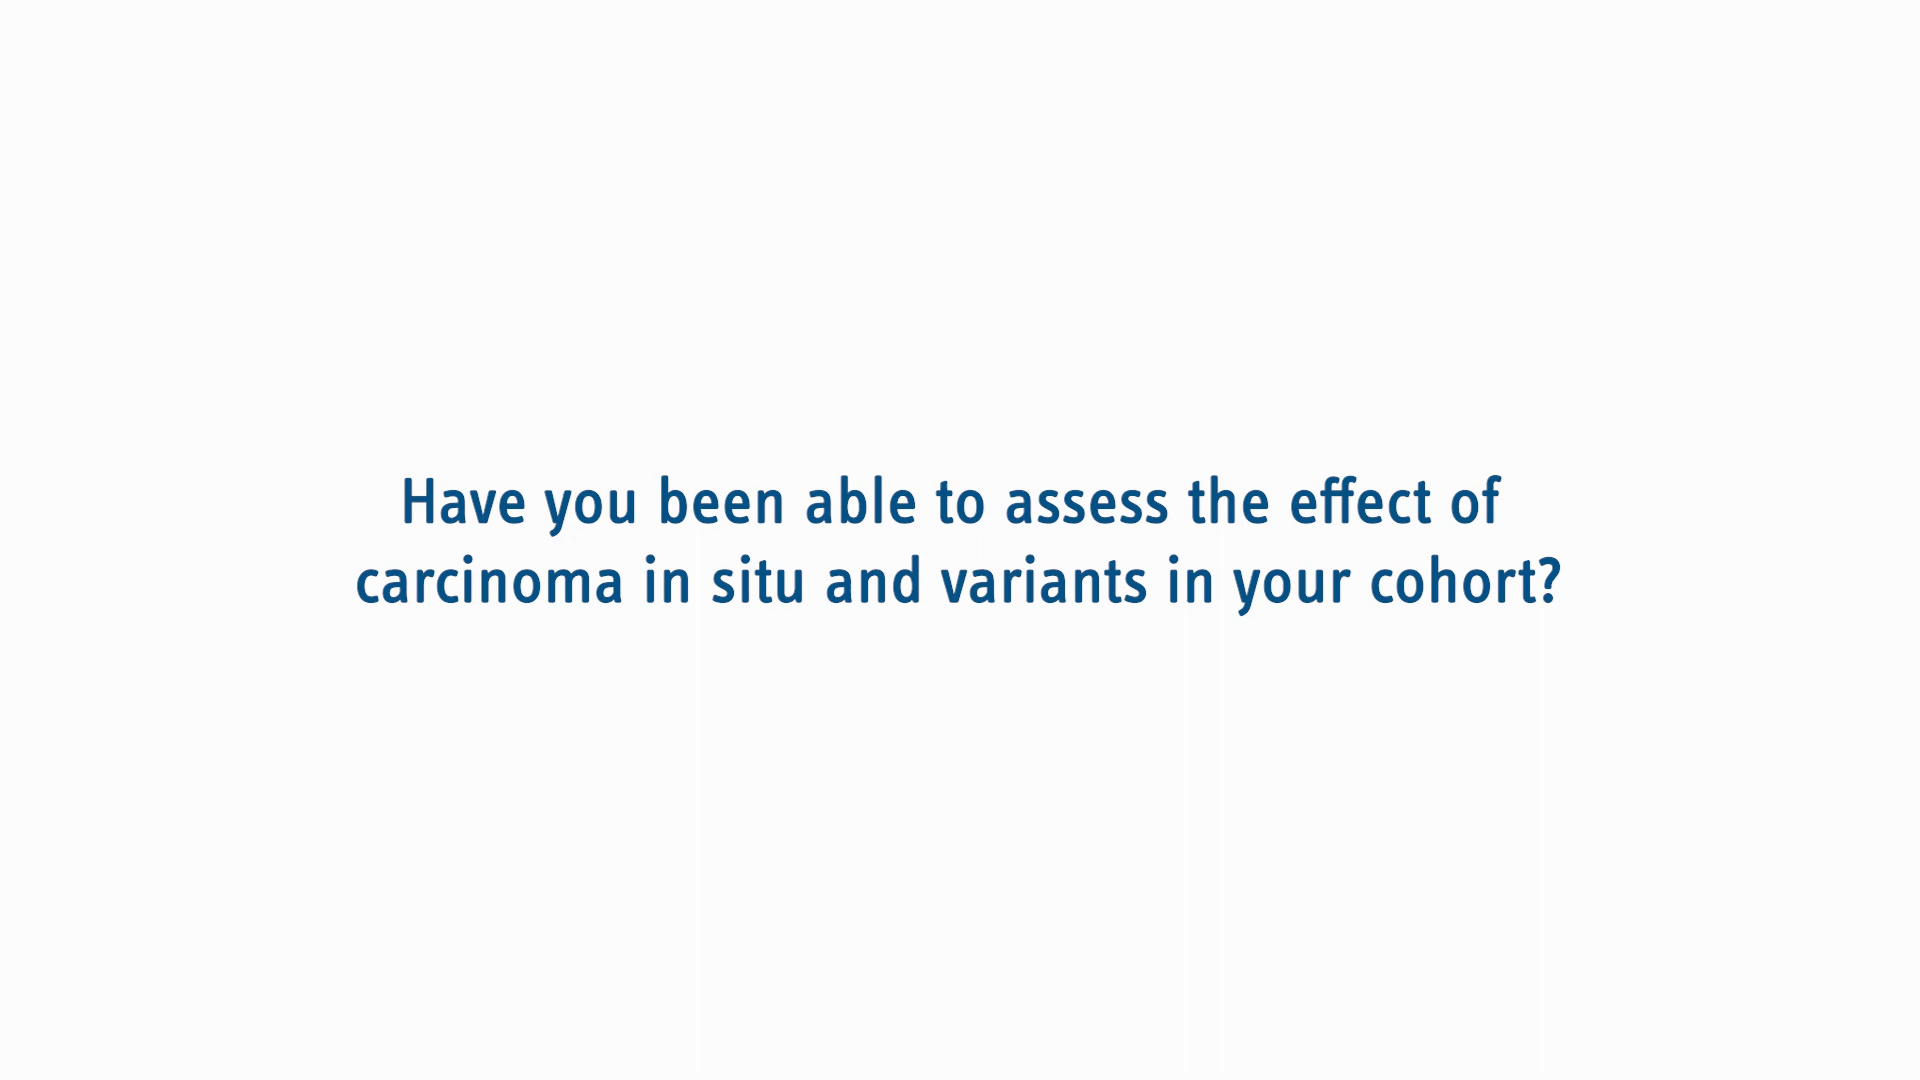 Have you been able to assess the effect of
carcinoma in situ and variants in your cohort?